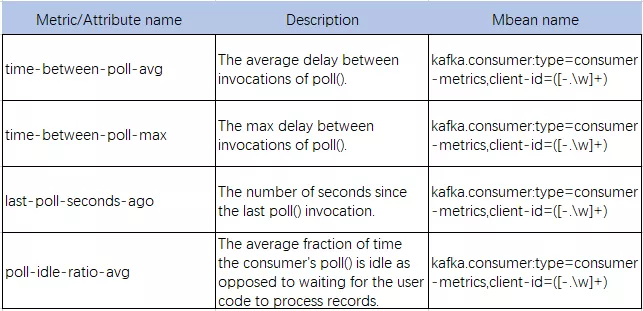 Metric/Attribute name Description Mbean name
time-between-poll-avg
The average delay between
invocations of poll().
kafka.consumer:type=consumer
-metrics,client-id=([-.\w]+)
time-between-poll-max
The max delay between
invocations of poll().
kafka.consumer:type=consumer
-metrics,client-id=([-.\w]+)
last-poll-seconds-ago
The number of seconds since
the last poll() invocation.
kafka.consumer:type=consumer
-metrics,client-id=([-.\w]+)
poll-idle-ratio-avg
The average fraction of time
the consumer's poll() is idle as
opposed to waiting for the user
code to process records.
kafka.consumer:type=consumer
-metrics,client-id=([-.\w]+)